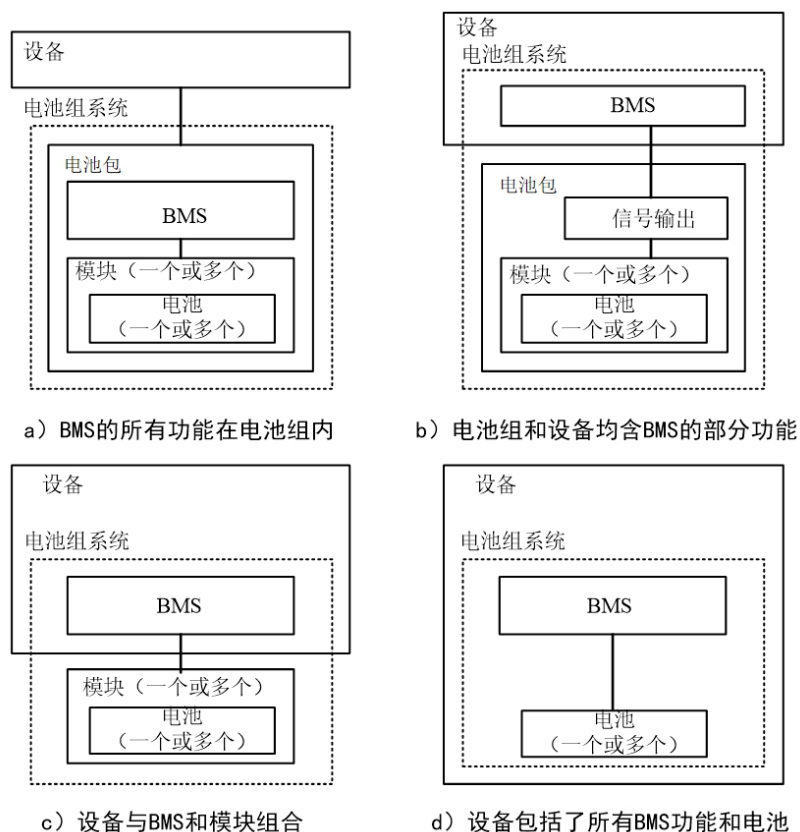 设备
电池组系统
电池包
BMS
模块（一个或多个）
电池
（一个或多个）
a）BMS的所有功能在电池组内
设备
电池组系统
BMS
电池包
信号输出
模块（一个或多个）
电池
（一个或多个）
b）电池组和设备均含BMS的部分功能
设备
电池组系统
BMS
模块（一个或多个）
电池
（一个或多个）
c）设备与BMS和模块组合
设备
电池组系统
BMS
电池
（一个或多个）
d）设备包括了所有BMS功能和电池